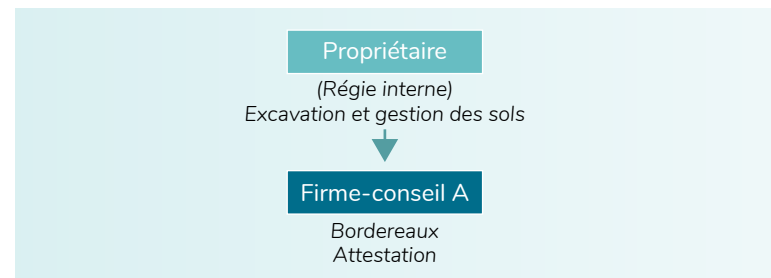 Propriétaire
(Régie interne)
Excavation et gestion des sols
Firme-conseil A
Bordereaux
Attestation